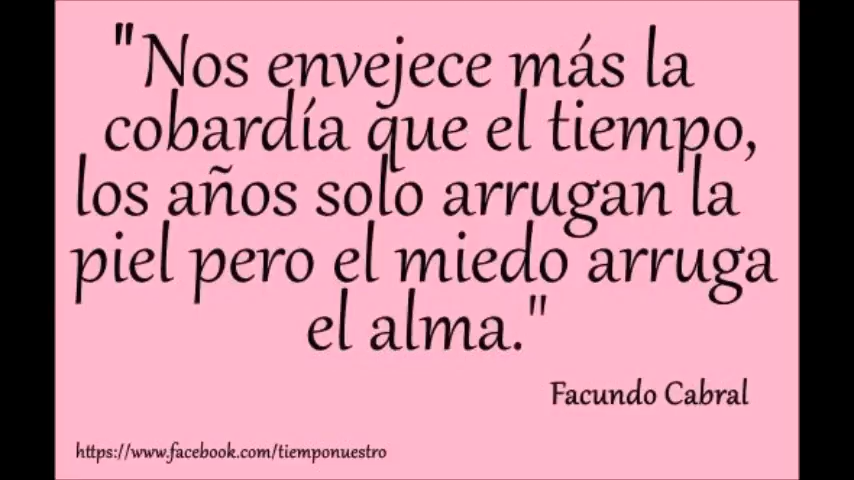 "Nos envejece más la
cobardía que el tiempo,
los años solo arrugan la
piel pero el miedo arruga
el alma."
Facundo Cabral
https://www.facebook.com/tiemponuestro